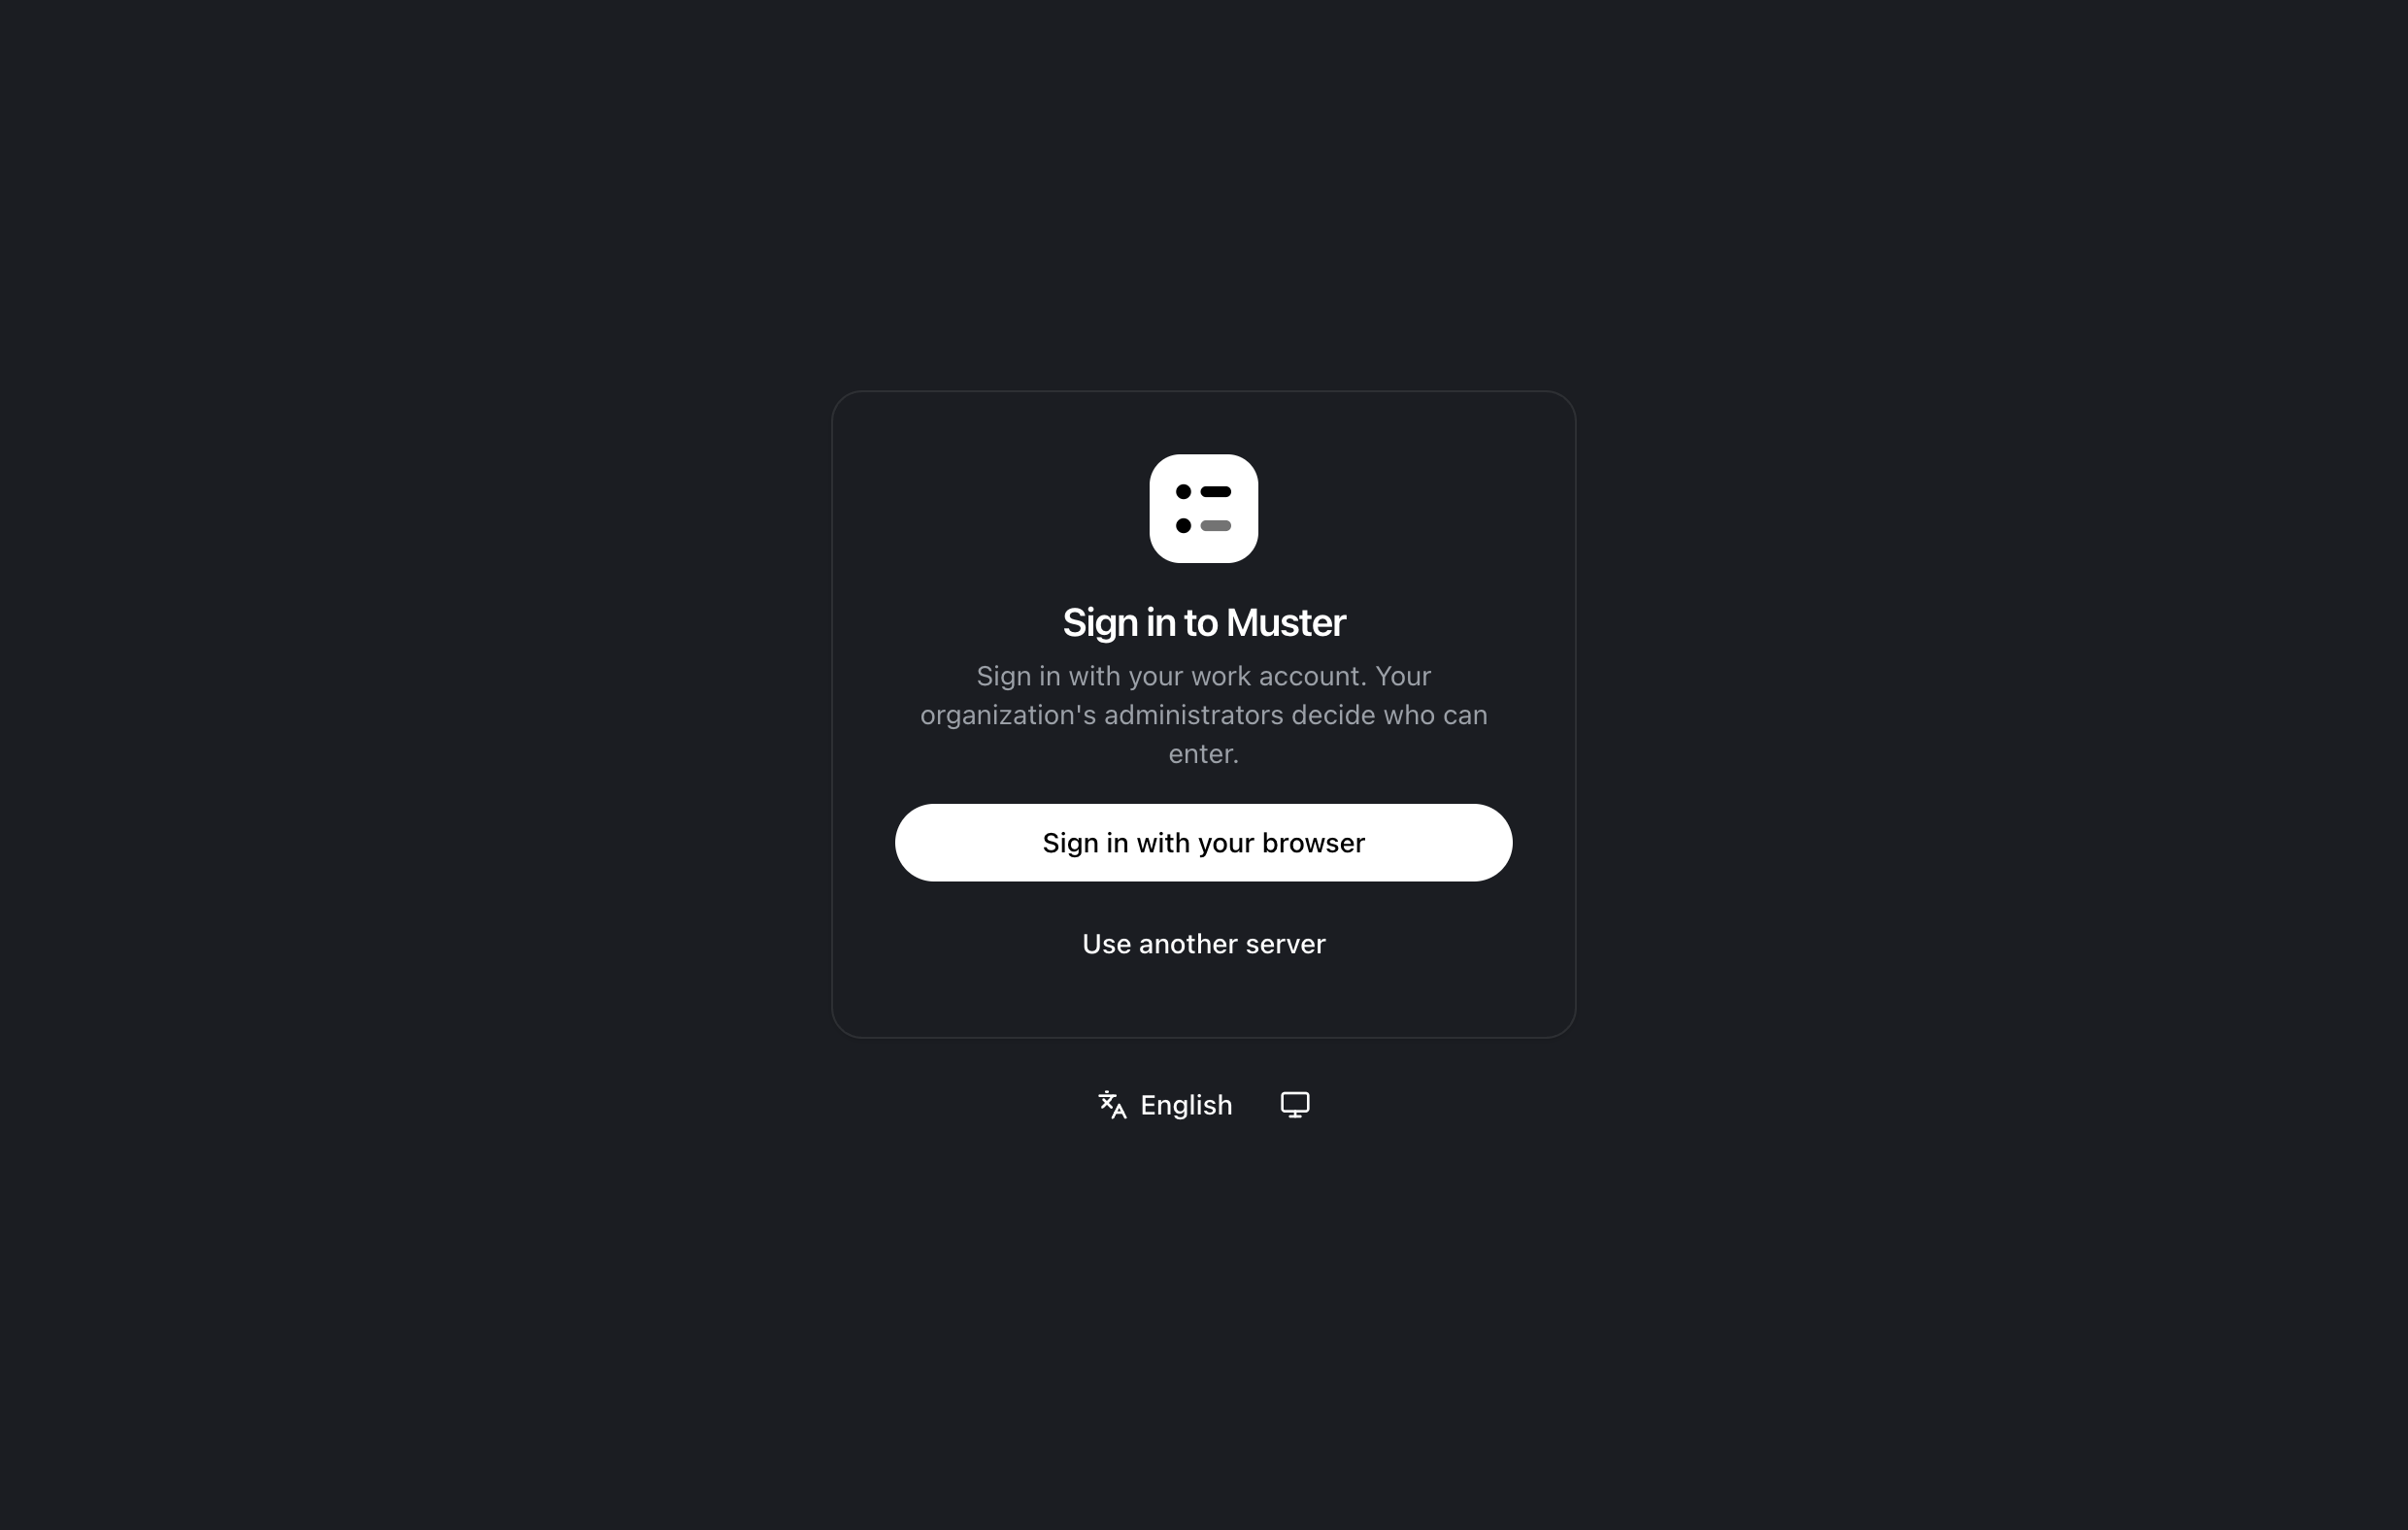 Sign in to Muster
Sign in with your work account. Your
organization's administrators decide who can
enter.
Sign in with your browser
Use another server
English